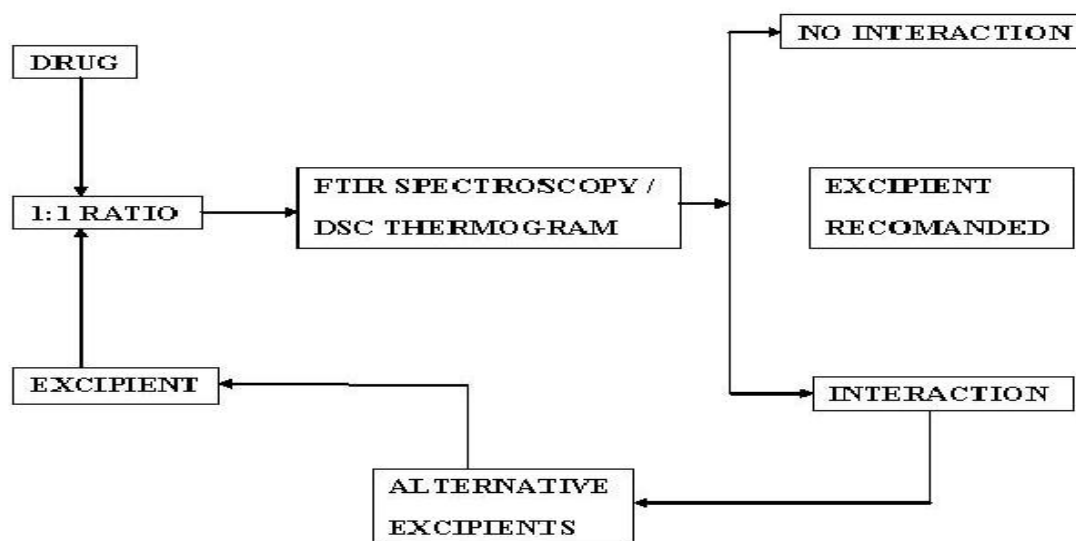 NO INTERACTION
DRUG
FTIR SPECTROSCOPY /
DSC THERMOGRAM
EXCIPIENT
RECOMANDED
1:1 RATIO
EXCIPIENT
INTERACTION
ALTERNATIVE
EXCIPIENTS